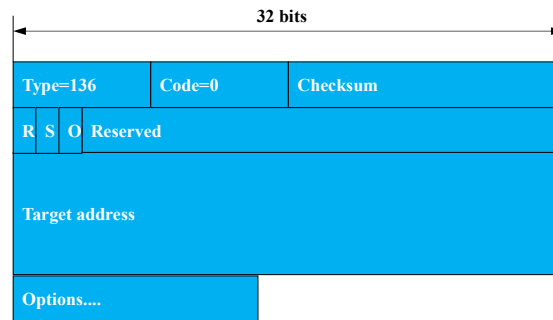 32 bits
Type=136 Code=0 Checksum
R S O Reserved
Target address
Options....